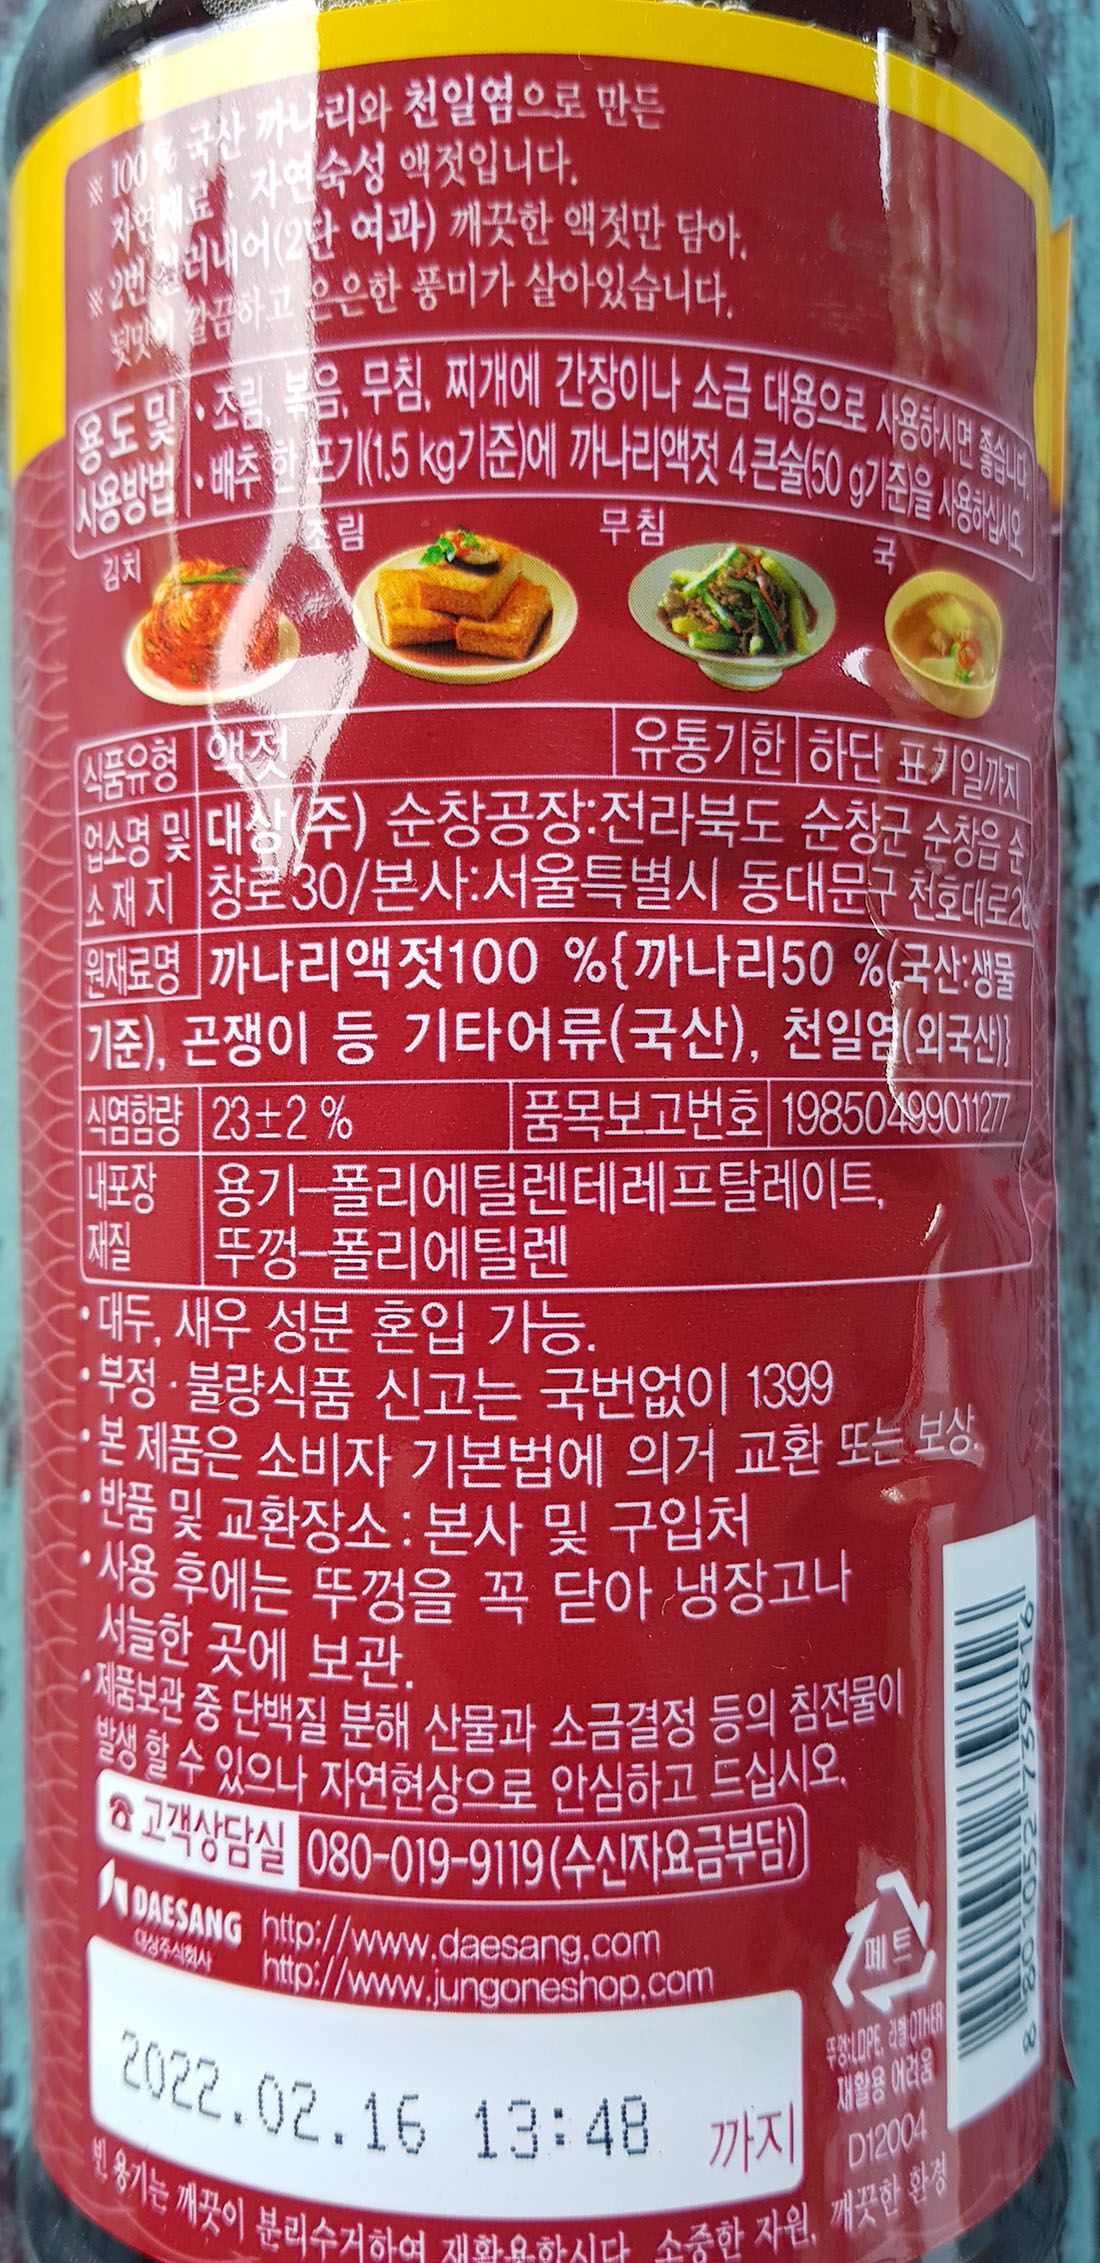 ※ 100 % 국산 까나리와 천일염으로 만든
자연재료 · 자연숙성 액젓입니다.
※ 2번 걸러내어(2단 여과) 깨끗한 액젓만 담아,
뒷맛이 깔끔하고 은은한 풍미가 살아있습니다.
용도 및
사용방법
· 조림, 볶음, 무침, 찌개에 간장이나 소금 대용으로 사용하시면 좋습니다.
· 배추 한 포기(1.5 kg기준)에 까나리액젓 4큰술(50 g기준)을 사용하십시오.
김치 조림 무침 국
식품유형 액젓 유통기한 하단 표기일까지
업소명 및 소재지
대상(주) 순창공장:전라북도 순창군 순창읍 순
창로30/본사:서울특별시 동대문구 천호대로26
원재료명 까나리액젓100 %{까나리50 %(국산:생물
기준), 곤쟁이 등 기타어류(국산), 천일염(외국산)}
식염함량 23±2 % 품목보고번호 19850499011277
내포장 용기–폴리에틸렌테레프탈레이트,
재질 뚜껑–폴리에틸렌
· 대두, 새우 성분 혼입 가능.
· 부정 · 불량식품 신고는 국번없이 1399
· 본 제품은 소비자 기본법에 의거 교환 또는 보상.
· 반품 및 교환장소 : 본사 및 구입처
· 사용 후에는 뚜껑을 꼭 닫아 냉장고나
서늘한 곳에 보관.
· 제품보관 중 단백질 분해 산물과 소금결정 등의 침전물이
발생 할 수 있으나 자연현상으로 안심하고 드십시오.
☎ 고객상담실 080-019-9119(수신자요금부담)
DAESANG
대상주식회사
http://www.daesang.com
http://www.jungoneshop.com
페트
뚜껑:LDPE, 라벨:OTHER
재활용 어려움
D12004
8 801052 739816
2022.02.16 13:48 까지
빈 용기는 깨끗이 분리수거하여 재활용합시다. 소중한 자원, 깨끗한 환경